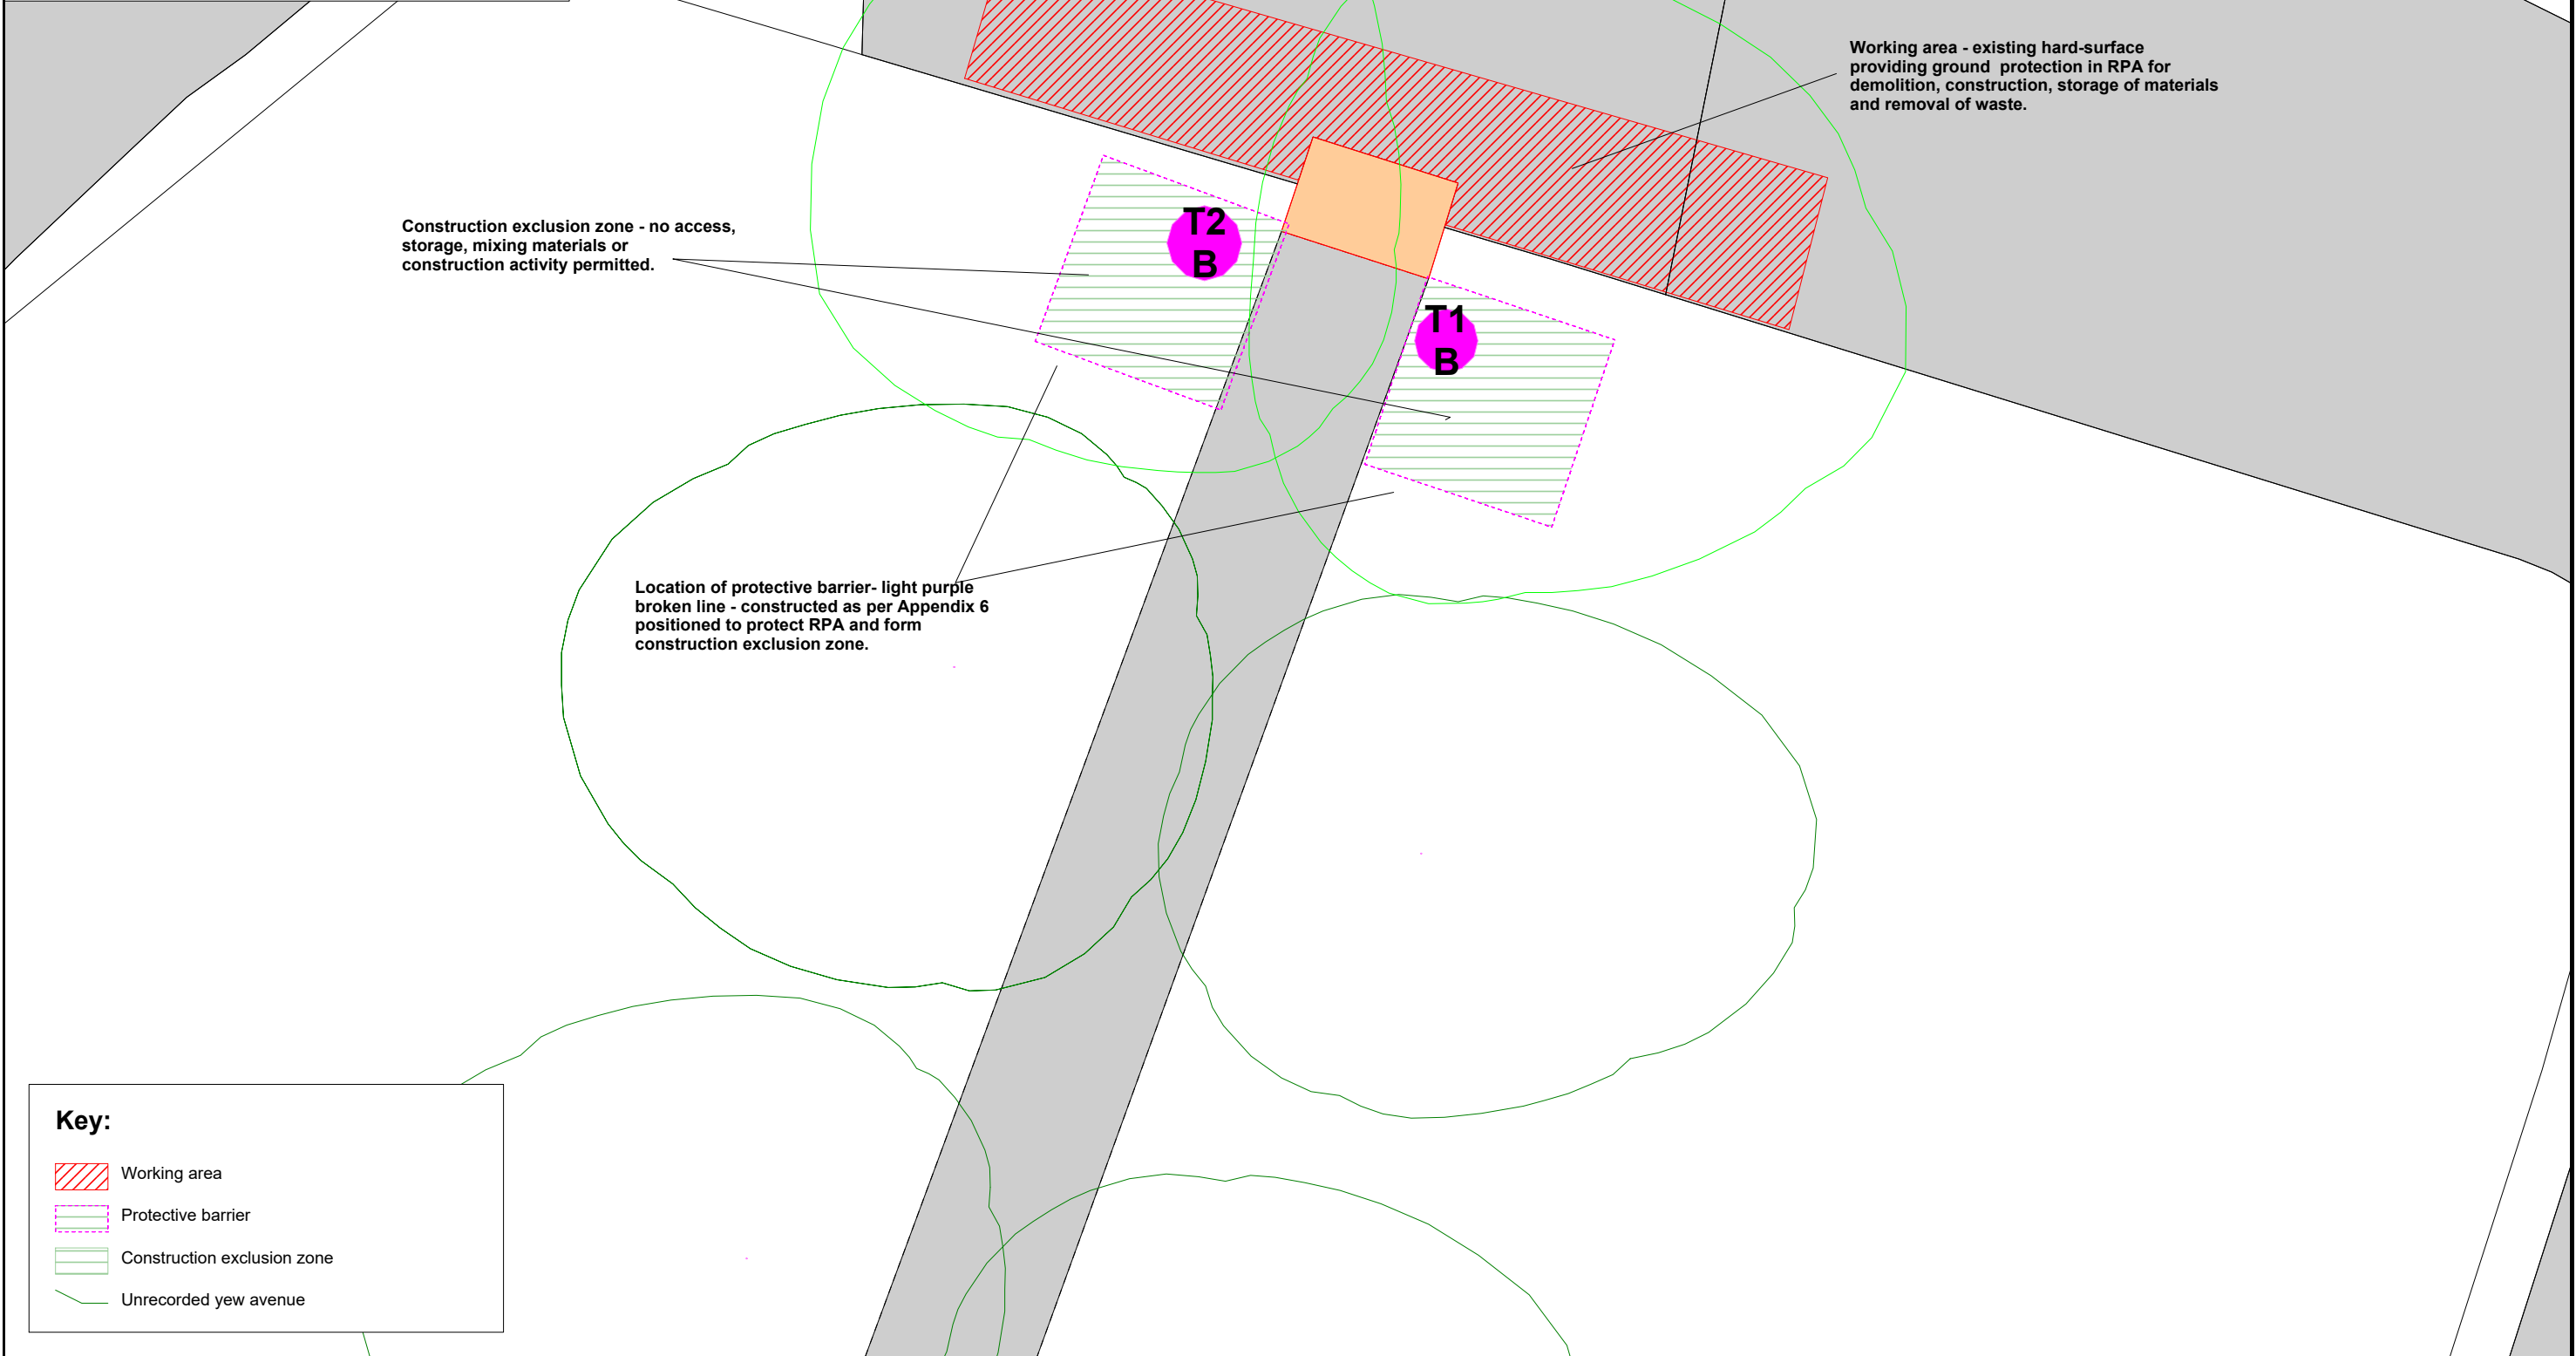 Working area - existing hard-surface
providing ground  protection in RPA for
demolition, construction, storage of materials
and removal of waste.
Construction exclusion zone - no access,
storage, mixing materials or
construction activity permitted.
T2
B
T1
B
Location of protective barrier- light purple
broken line - constructed as per Appendix 6
positioned to protect RPA and form
construction exclusion zone.
Key:
Working area
Protective barrier
Construction exclusion zone
Unrecorded yew avenue